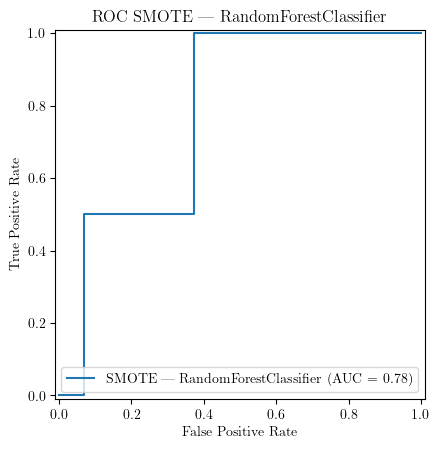 ROC SMOTE — RandomForestClassifier
1.0
0.8
0.6
0.4
0.2
0.0
True Positive Rate
SMOTE — RandomForestClassifier (AUC = 0.78)
0.0 0.2 0.4 0.6 0.8 1.0
False Positive Rate